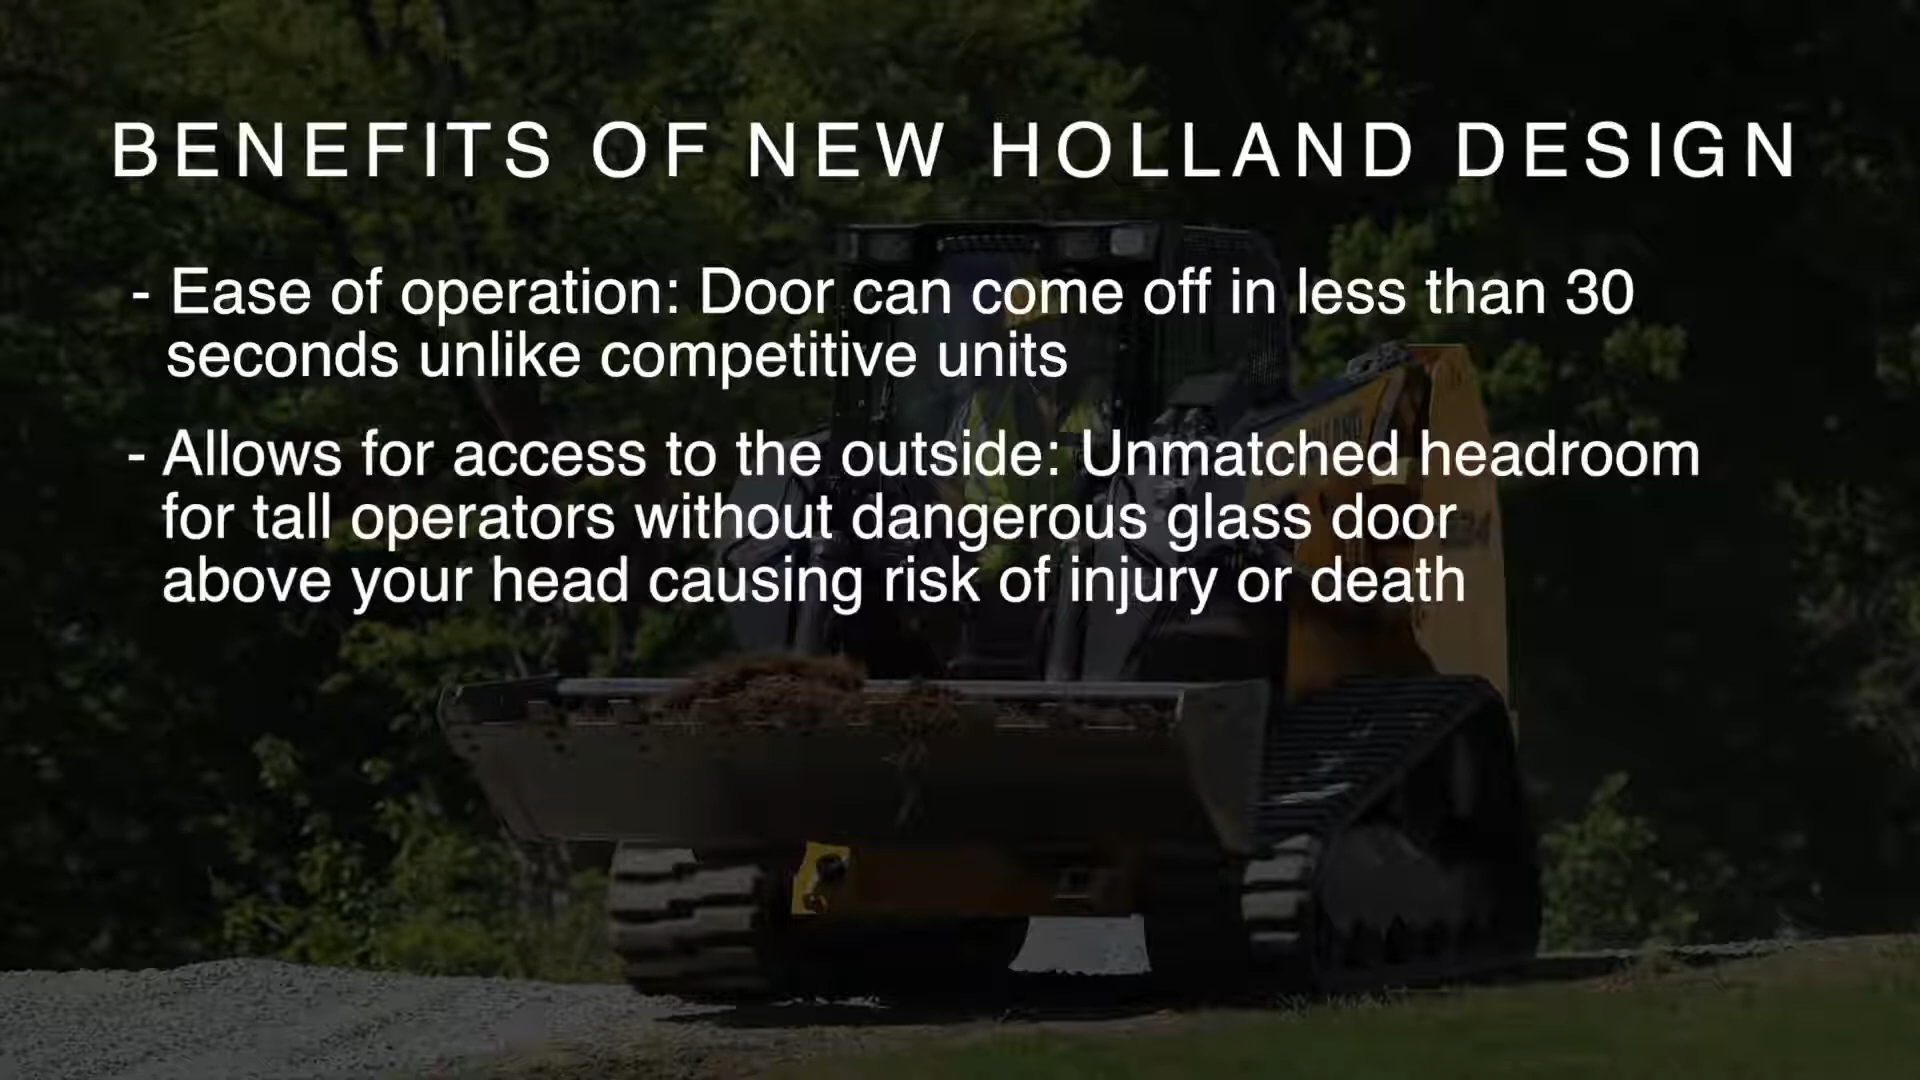 BENEFITS OF NEW HOLLAND DESIGN
- Ease of operation: Door can come off in less than 30
seconds unlike competitive units
- Allows for access to the outside: Unmatched headroom
for tall operators without dangerous glass door
above your head causing risk of injury or death